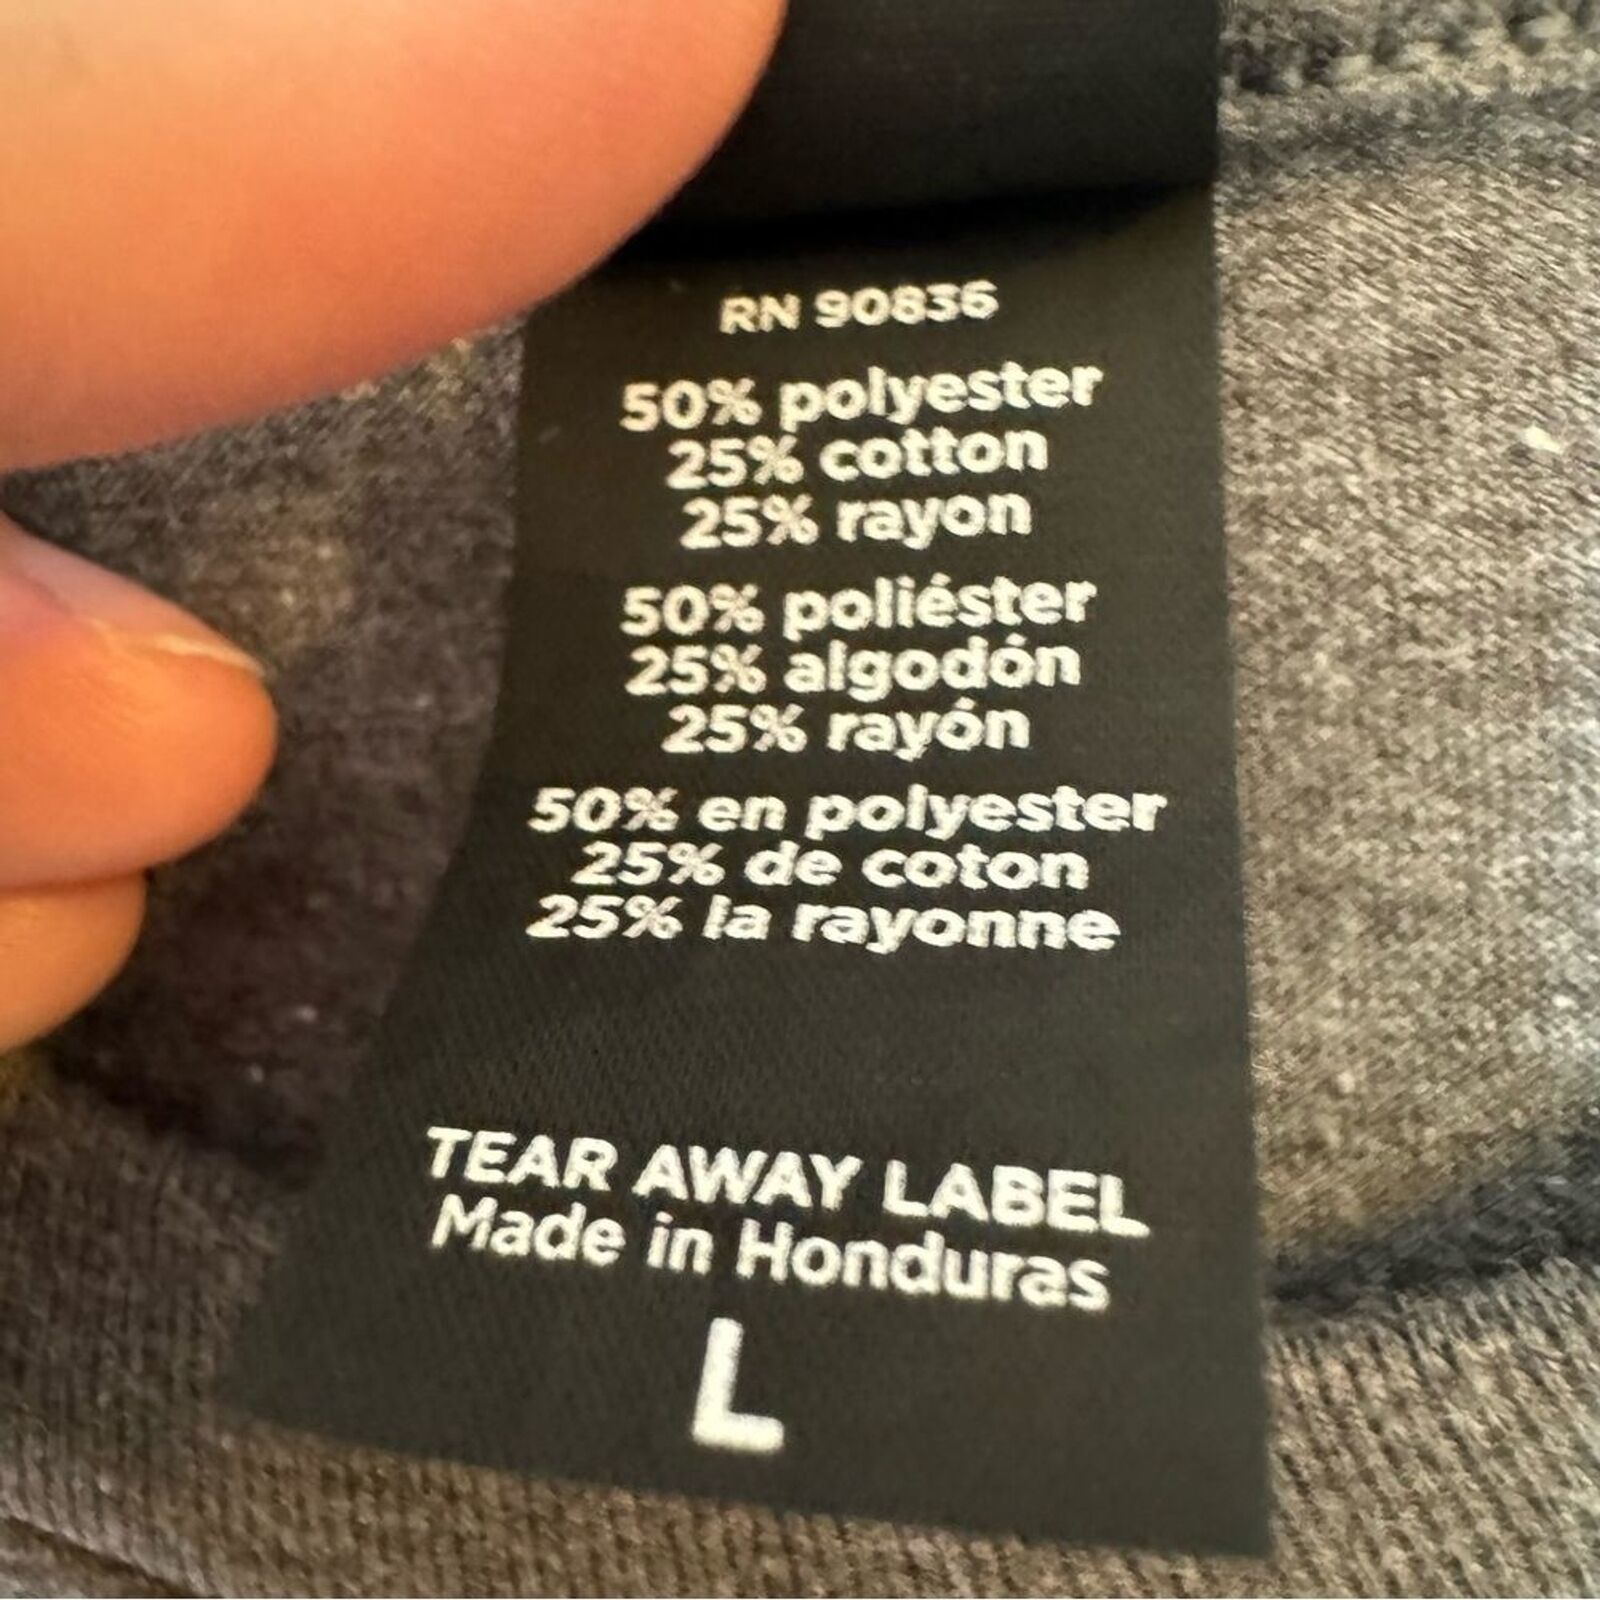 RN 90836
50% polyester
25% cotton
25% rayon
50% poliéster
25% algodón
25% rayón
50% en polyester
25% de coton
25% la rayonne
TEAR AWAY LABEL
Made in Honduras
L